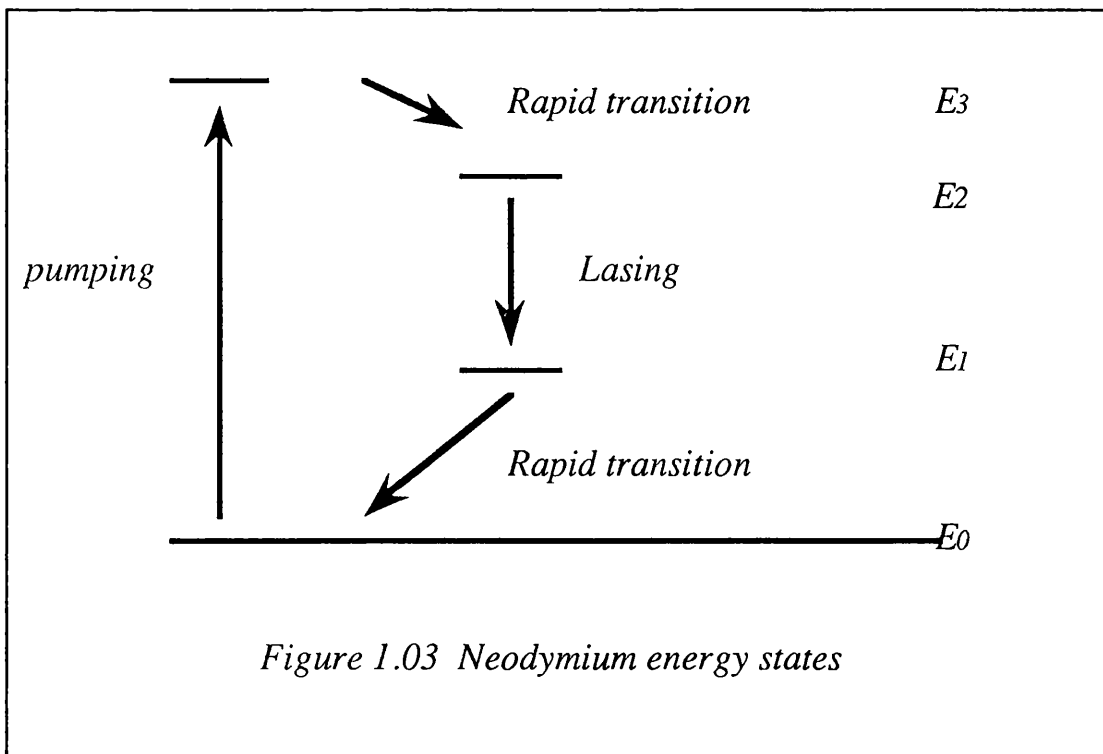 Rapid transition E3
E2
pumping Lasing
E1
Rapid transition
E0
Figure 1.03 Neodymium energy states